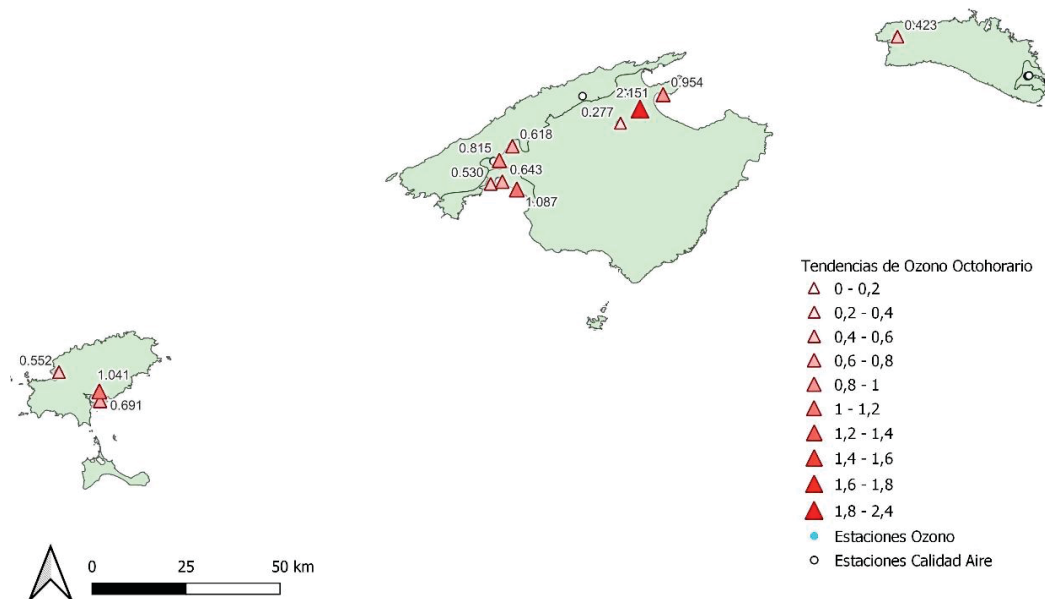 0.423
0.954
2.151
0.277
0.618
0.815
0.643
0.530
1.087
Tendencias de Ozono Octohorario
0 - 0,2
0,2 - 0,4
0,4 - 0,6
0,6 - 0,8
0,8 - 1
1 - 1,2
1,2 - 1,4
1,4 - 1,6
1,6 - 1,8
1,8 - 2,4
Estaciones Ozono
Estaciones Calidad Aire
0.552
1.041
0.691
0 25 50 km